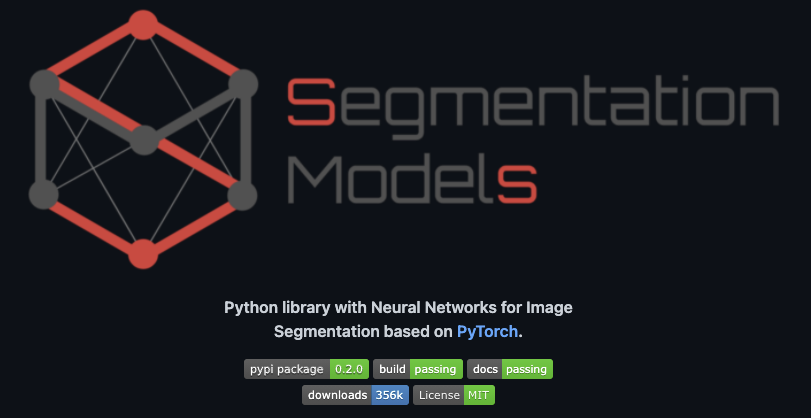 Segmentation
Models
Python library with Neural Networks for Image
Segmentation based on PyTorch.
pypi package 0.2.0 build passing docs passing
downloads 356k License MIT